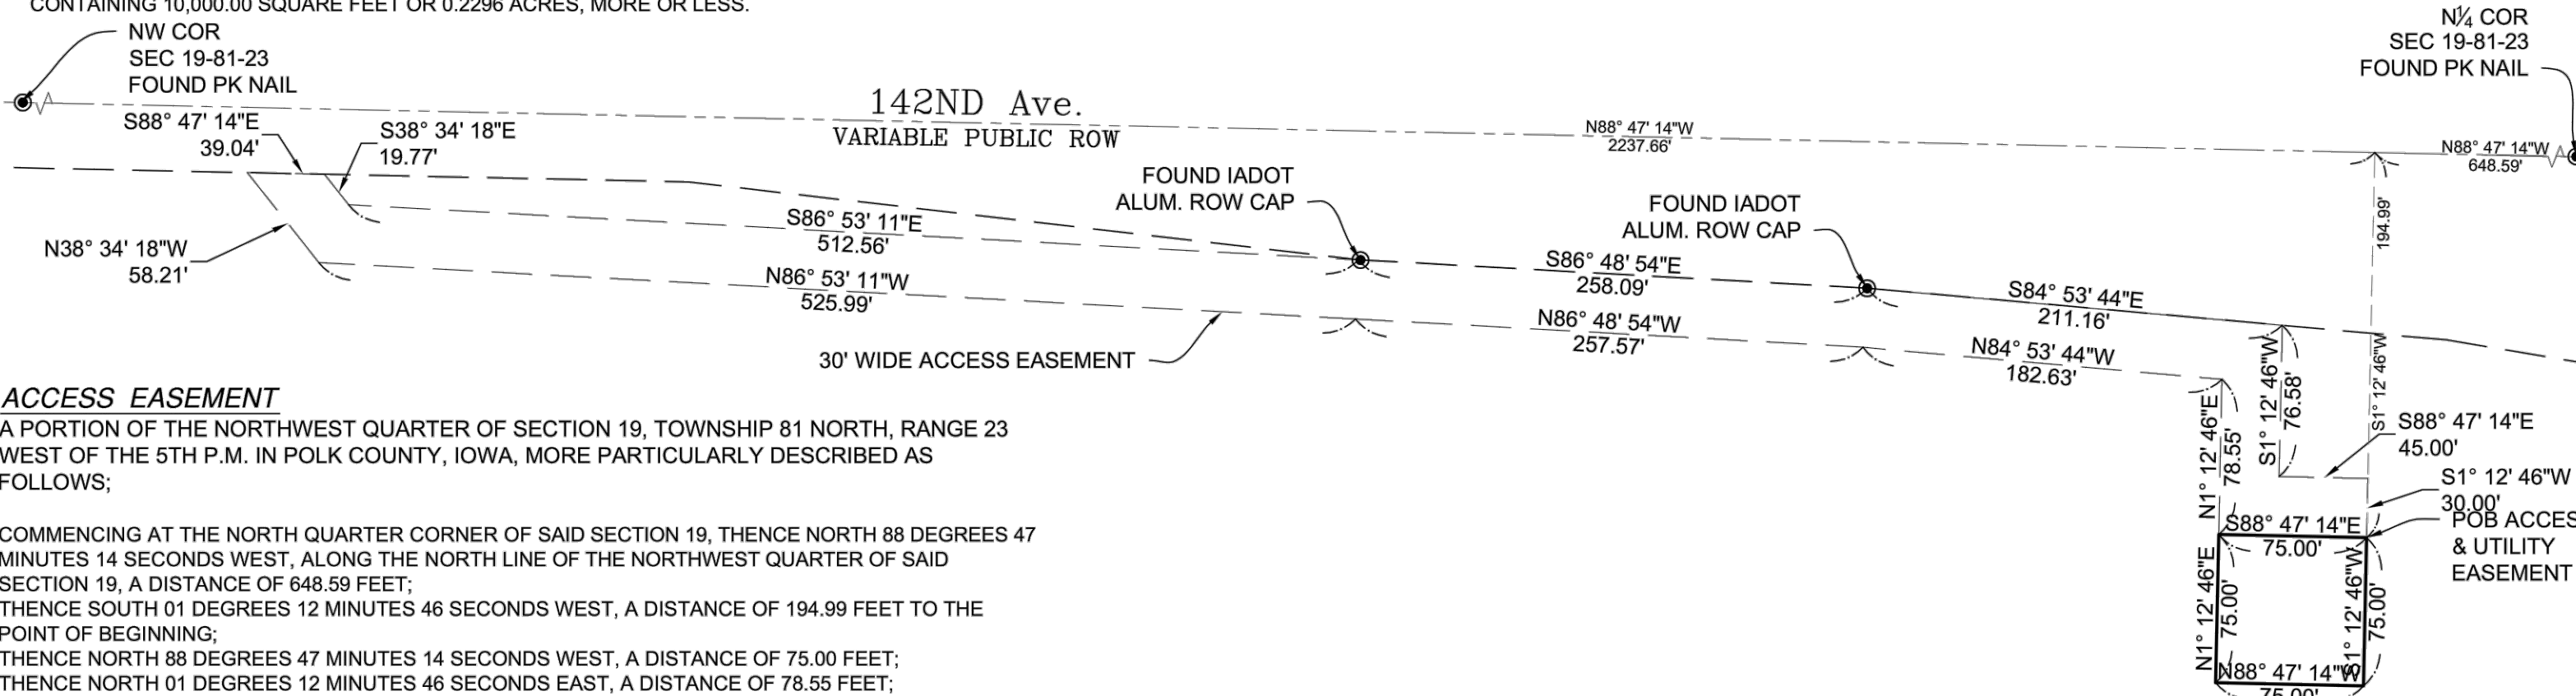 CONTAINING 10,000.00 SQUARE FEET OR 0.2296 ACRES, MORE OR LESS.
NW COR
SEC 19-81-23
FOUND PK NAIL
N¼ COR
SEC 19-81-23
FOUND PK NAIL
142ND Ave.
VARIABLE PUBLIC ROW
N88° 47' 14"W
2237.66'
N88° 47' 14"W
648.59'
S88° 47' 14"E
39.04'
S38° 34' 18"E
19.77'
N38° 34' 18"W
58.21'
S86° 53' 11"E
512.56'
N86° 53' 11"W
525.99'
FOUND IADOT
ALUM. ROW CAP
FOUND IADOT
ALUM. ROW CAP
S86° 48' 54"E
258.09'
N86° 48' 54"W
257.57'
S84° 53' 44"E
211.16'
N84° 53' 44"W
182.63'
30' WIDE ACCESS EASEMENT
194.99'
S1° 12' 46"W
S1° 12' 46"W
76.58'
N1° 12' 46"E
78.55'
S88° 47' 14"E
45.00'
S1° 12' 46"W
30.00'
POB ACCES
& UTILITY
EASEMENT
S88° 47' 14"E
75.00'
N1° 12' 46"E
75.00'
S1° 12' 46"W
75.00'
N88° 47' 14"W
75.00'
ACCESS EASEMENT
A PORTION OF THE NORTHWEST QUARTER OF SECTION 19, TOWNSHIP 81 NORTH, RANGE 23
WEST OF THE 5TH P.M. IN POLK COUNTY, IOWA, MORE PARTICULARLY DESCRIBED AS
FOLLOWS;
COMMENCING AT THE NORTH QUARTER CORNER OF SAID SECTION 19, THENCE NORTH 88 DEGREES 47
MINUTES 14 SECONDS WEST, ALONG THE NORTH LINE OF THE NORTHWEST QUARTER OF SAID
SECTION 19, A DISTANCE OF 648.59 FEET;
THENCE SOUTH 01 DEGREES 12 MINUTES 46 SECONDS WEST, A DISTANCE OF 194.99 FEET TO THE
POINT OF BEGINNING;
THENCE NORTH 88 DEGREES 47 MINUTES 14 SECONDS WEST, A DISTANCE OF 75.00 FEET;
THENCE NORTH 01 DEGREES 12 MINUTES 46 SECONDS EAST, A DISTANCE OF 78.55 FEET;